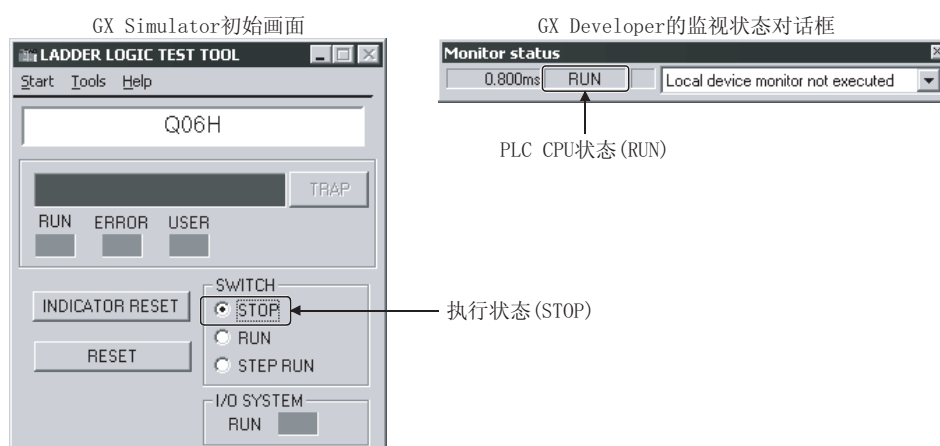 GX Simulator初始画面
LADDER LOGIC TEST TOOL
Start Tools Help
Q06H
TRAP
RUN ERROR USER
INDICATOR RESET
RESET
SWITCH
STOP
RUN
STEP RUN
I/O SYSTEM
RUN
执行状态(STOP)
GX Developer的监视状态对话框
Monitor status
0.800ms RUN Local device monitor not executed
PLC CPU状态(RUN)